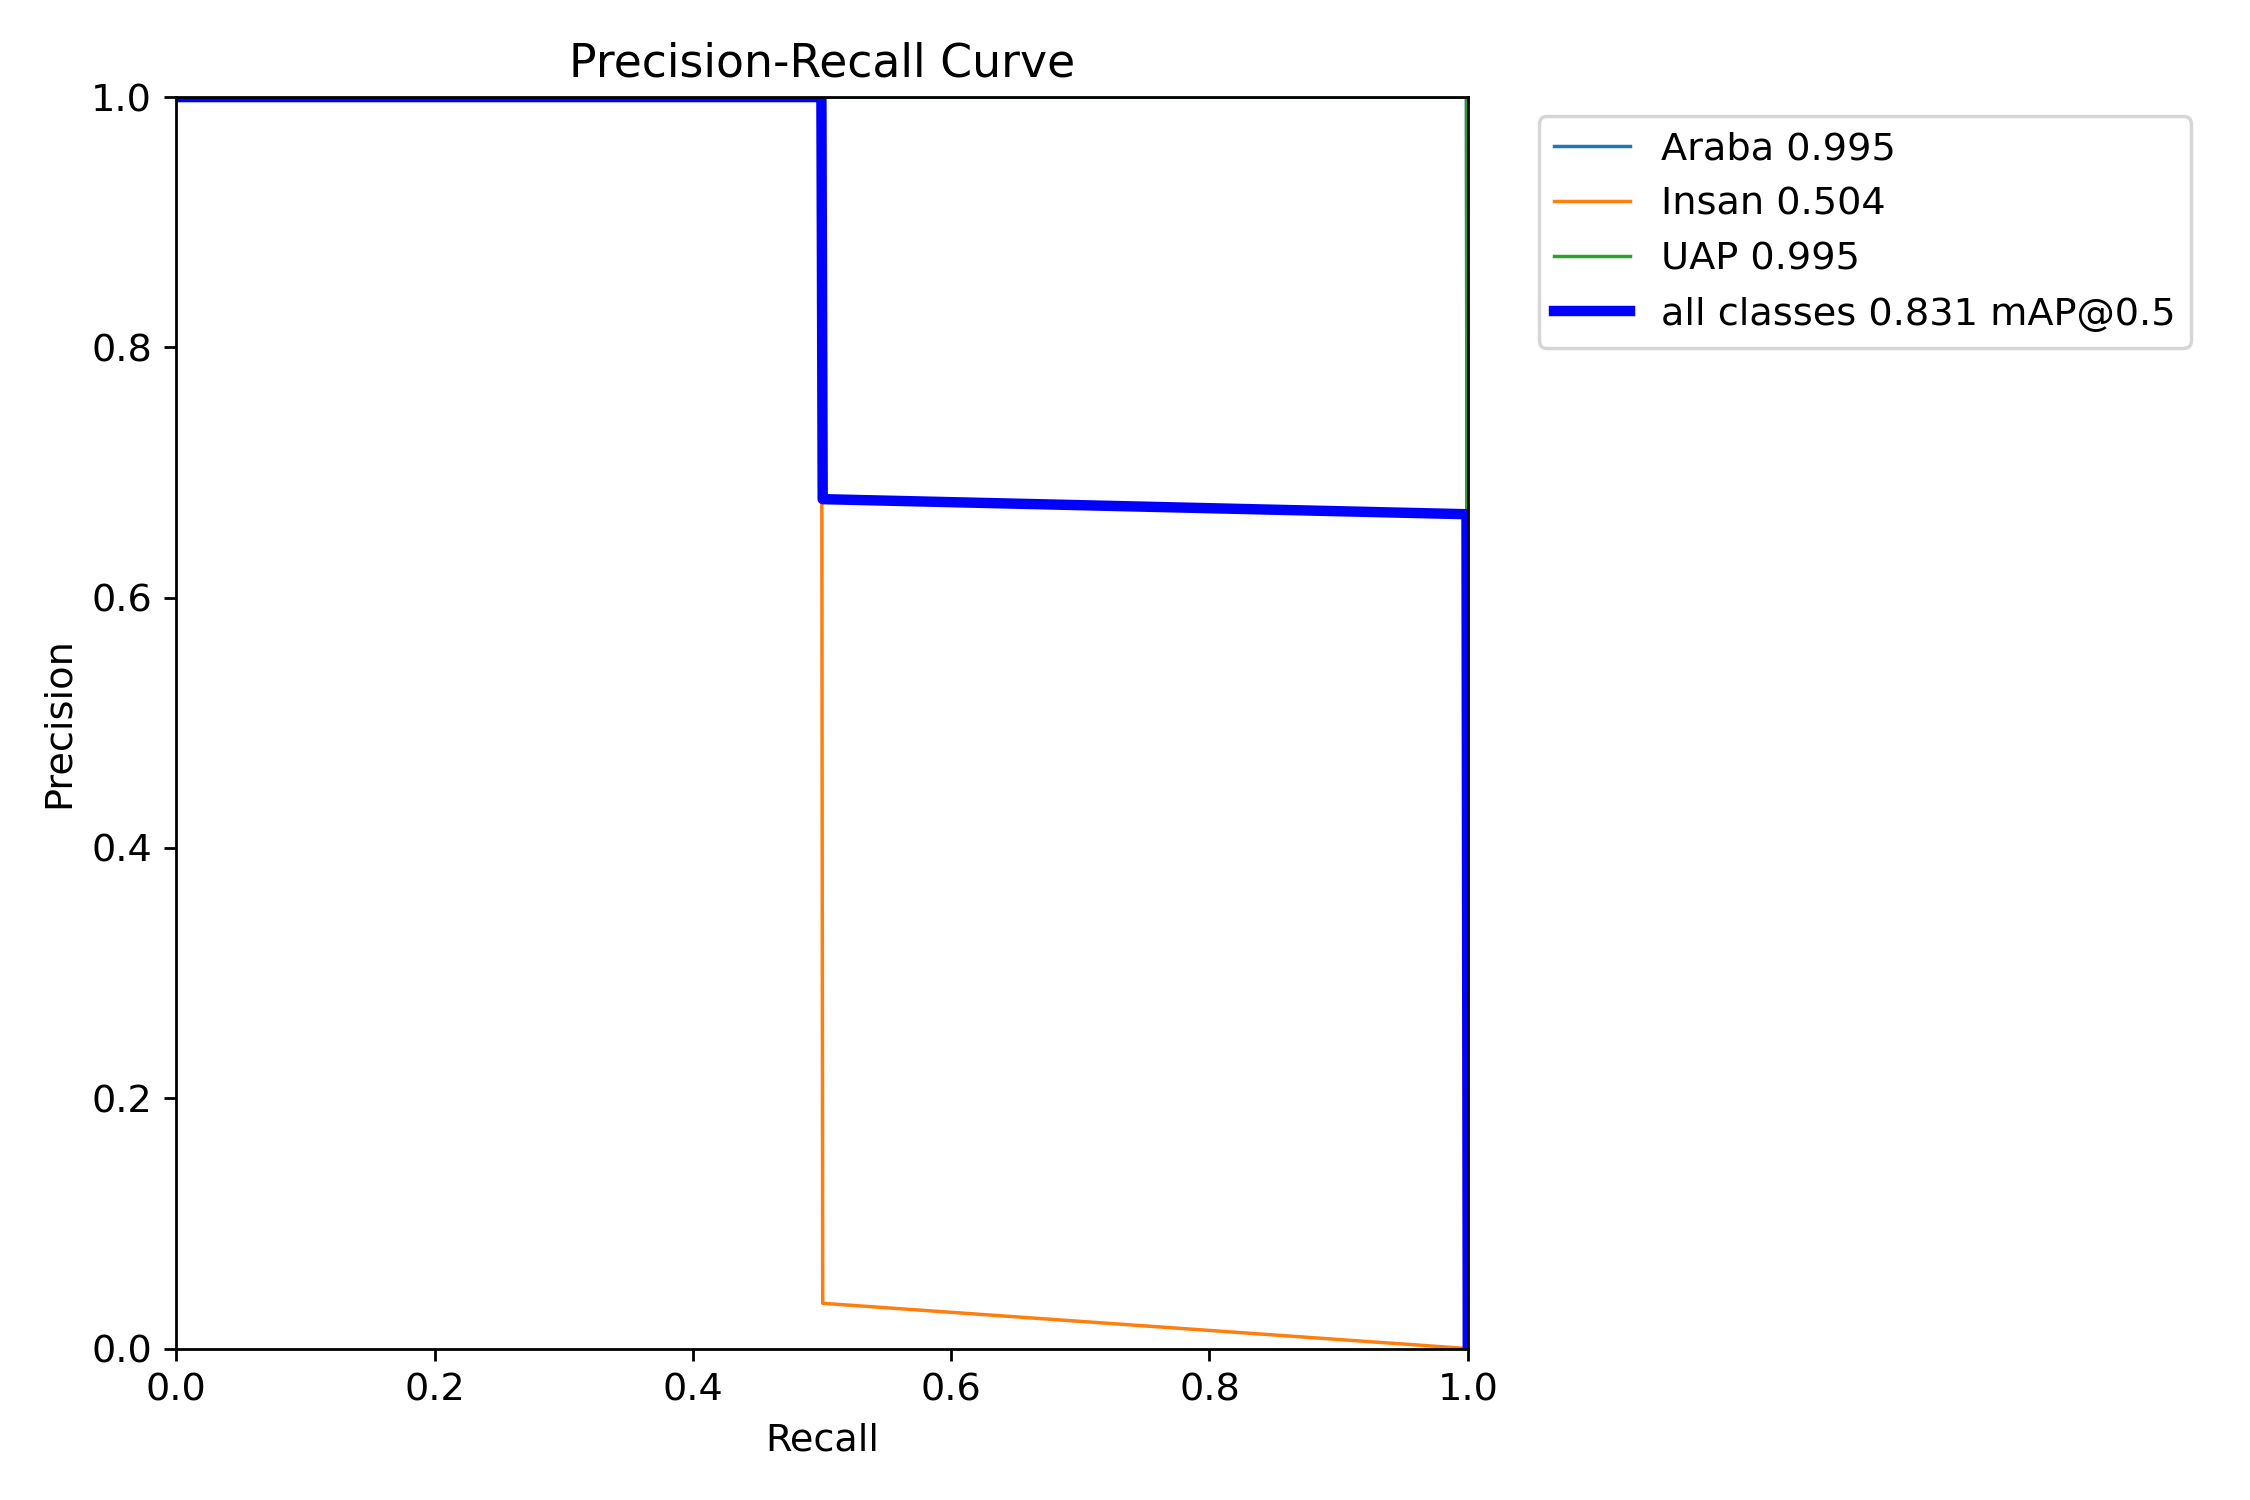 Precision-Recall Curve
1.0
0.8
0.6
0.4
0.2
0.0
Precision
0.0 0.2 0.4 0.6 0.8 1.0
Recall
Araba 0.995
Insan 0.504
UAP 0.995
all classes 0.831 mAP@0.5